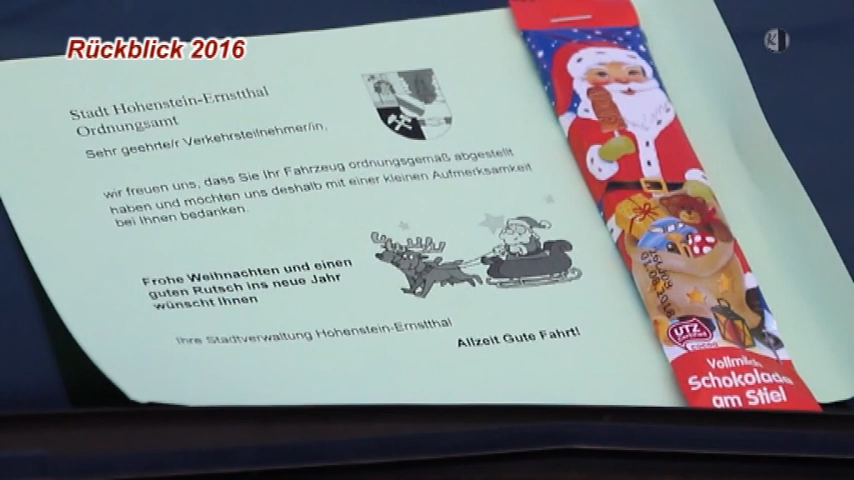 Rückblick 2016
Stadt Hohenstein-Ernstthal
Ordnungsamt
Sehr geehrte/r Verkehrsteilnehmer/in,
wir freuen uns, dass Sie Ihr Fahrzeug ordnungsgemäß abgestellt
haben und möchten uns deshalb mit einer kleinen Aufmerksamkeit
bei Ihnen bedanken.
Frohe Weihnachten und einen
guten Rutsch ins neue Jahr
wünscht Ihnen
Ihre Stadtverwaltung Hohenstein-Ernstthal
Allzeit Gute Fahrt!
UTZ
Certified
cocoa
Vollmilch
Schokolade
am Stiel